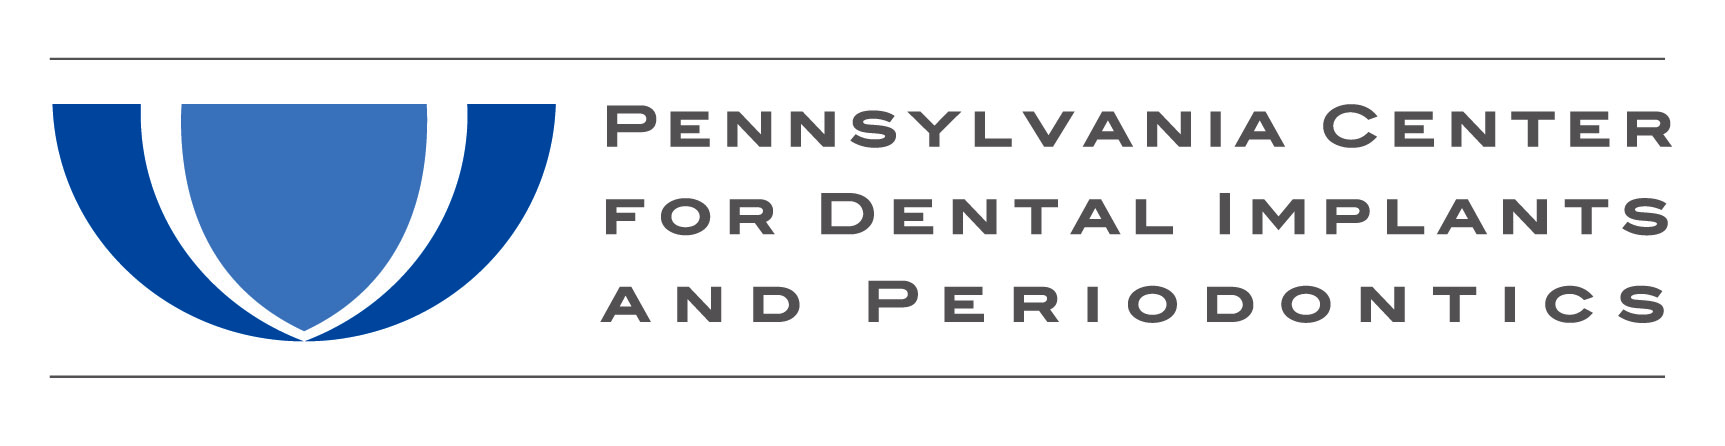 Pennsylvania Center
for Dental Implants
and Periodontics